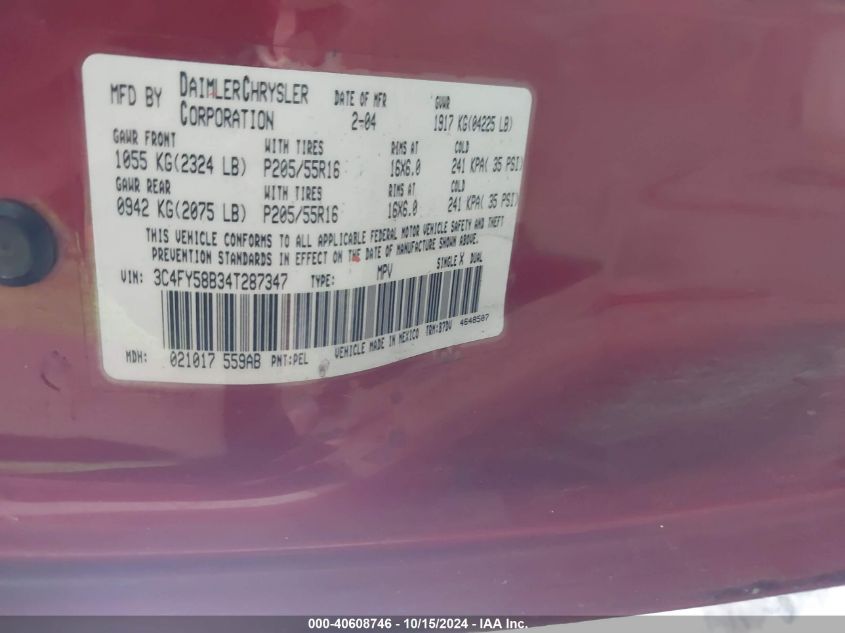 MFD BY DAIMLERCHRYSLER CORPORATION DATE OF MFR 2-04 GVWR 1917 KG(04225 LB)
GAWR FRONT WITH TIRES RIMS AT COLD
1055 KG(2324 LB) P205/55R16 16X6.0 241 KPA( 35 PSI)
GAWR REAR WITH TIRES RIMS AT COLD
0942 KG(2075 LB) P205/55R16 16X6.0 241 KPA( 35 PSI)
THIS VEHICLE CONFORMS TO ALL APPLICABLE FEDERAL MOTOR VEHICLE SAFETY AND THEFT
PREVENTION STANDARDS IN EFFECT ON THE DATE OF MANUFACTURE SHOWN ABOVE.
VIN: 3C4FY58B34T287347 TYPE: MPV SINGLE X DUAL
MDH: 021017 559AB PNT:PEL VEHICLE MADE IN MEXICO TRM:B7DV 4648507
000-40608746 - 10/15/2024 - IAA Inc.